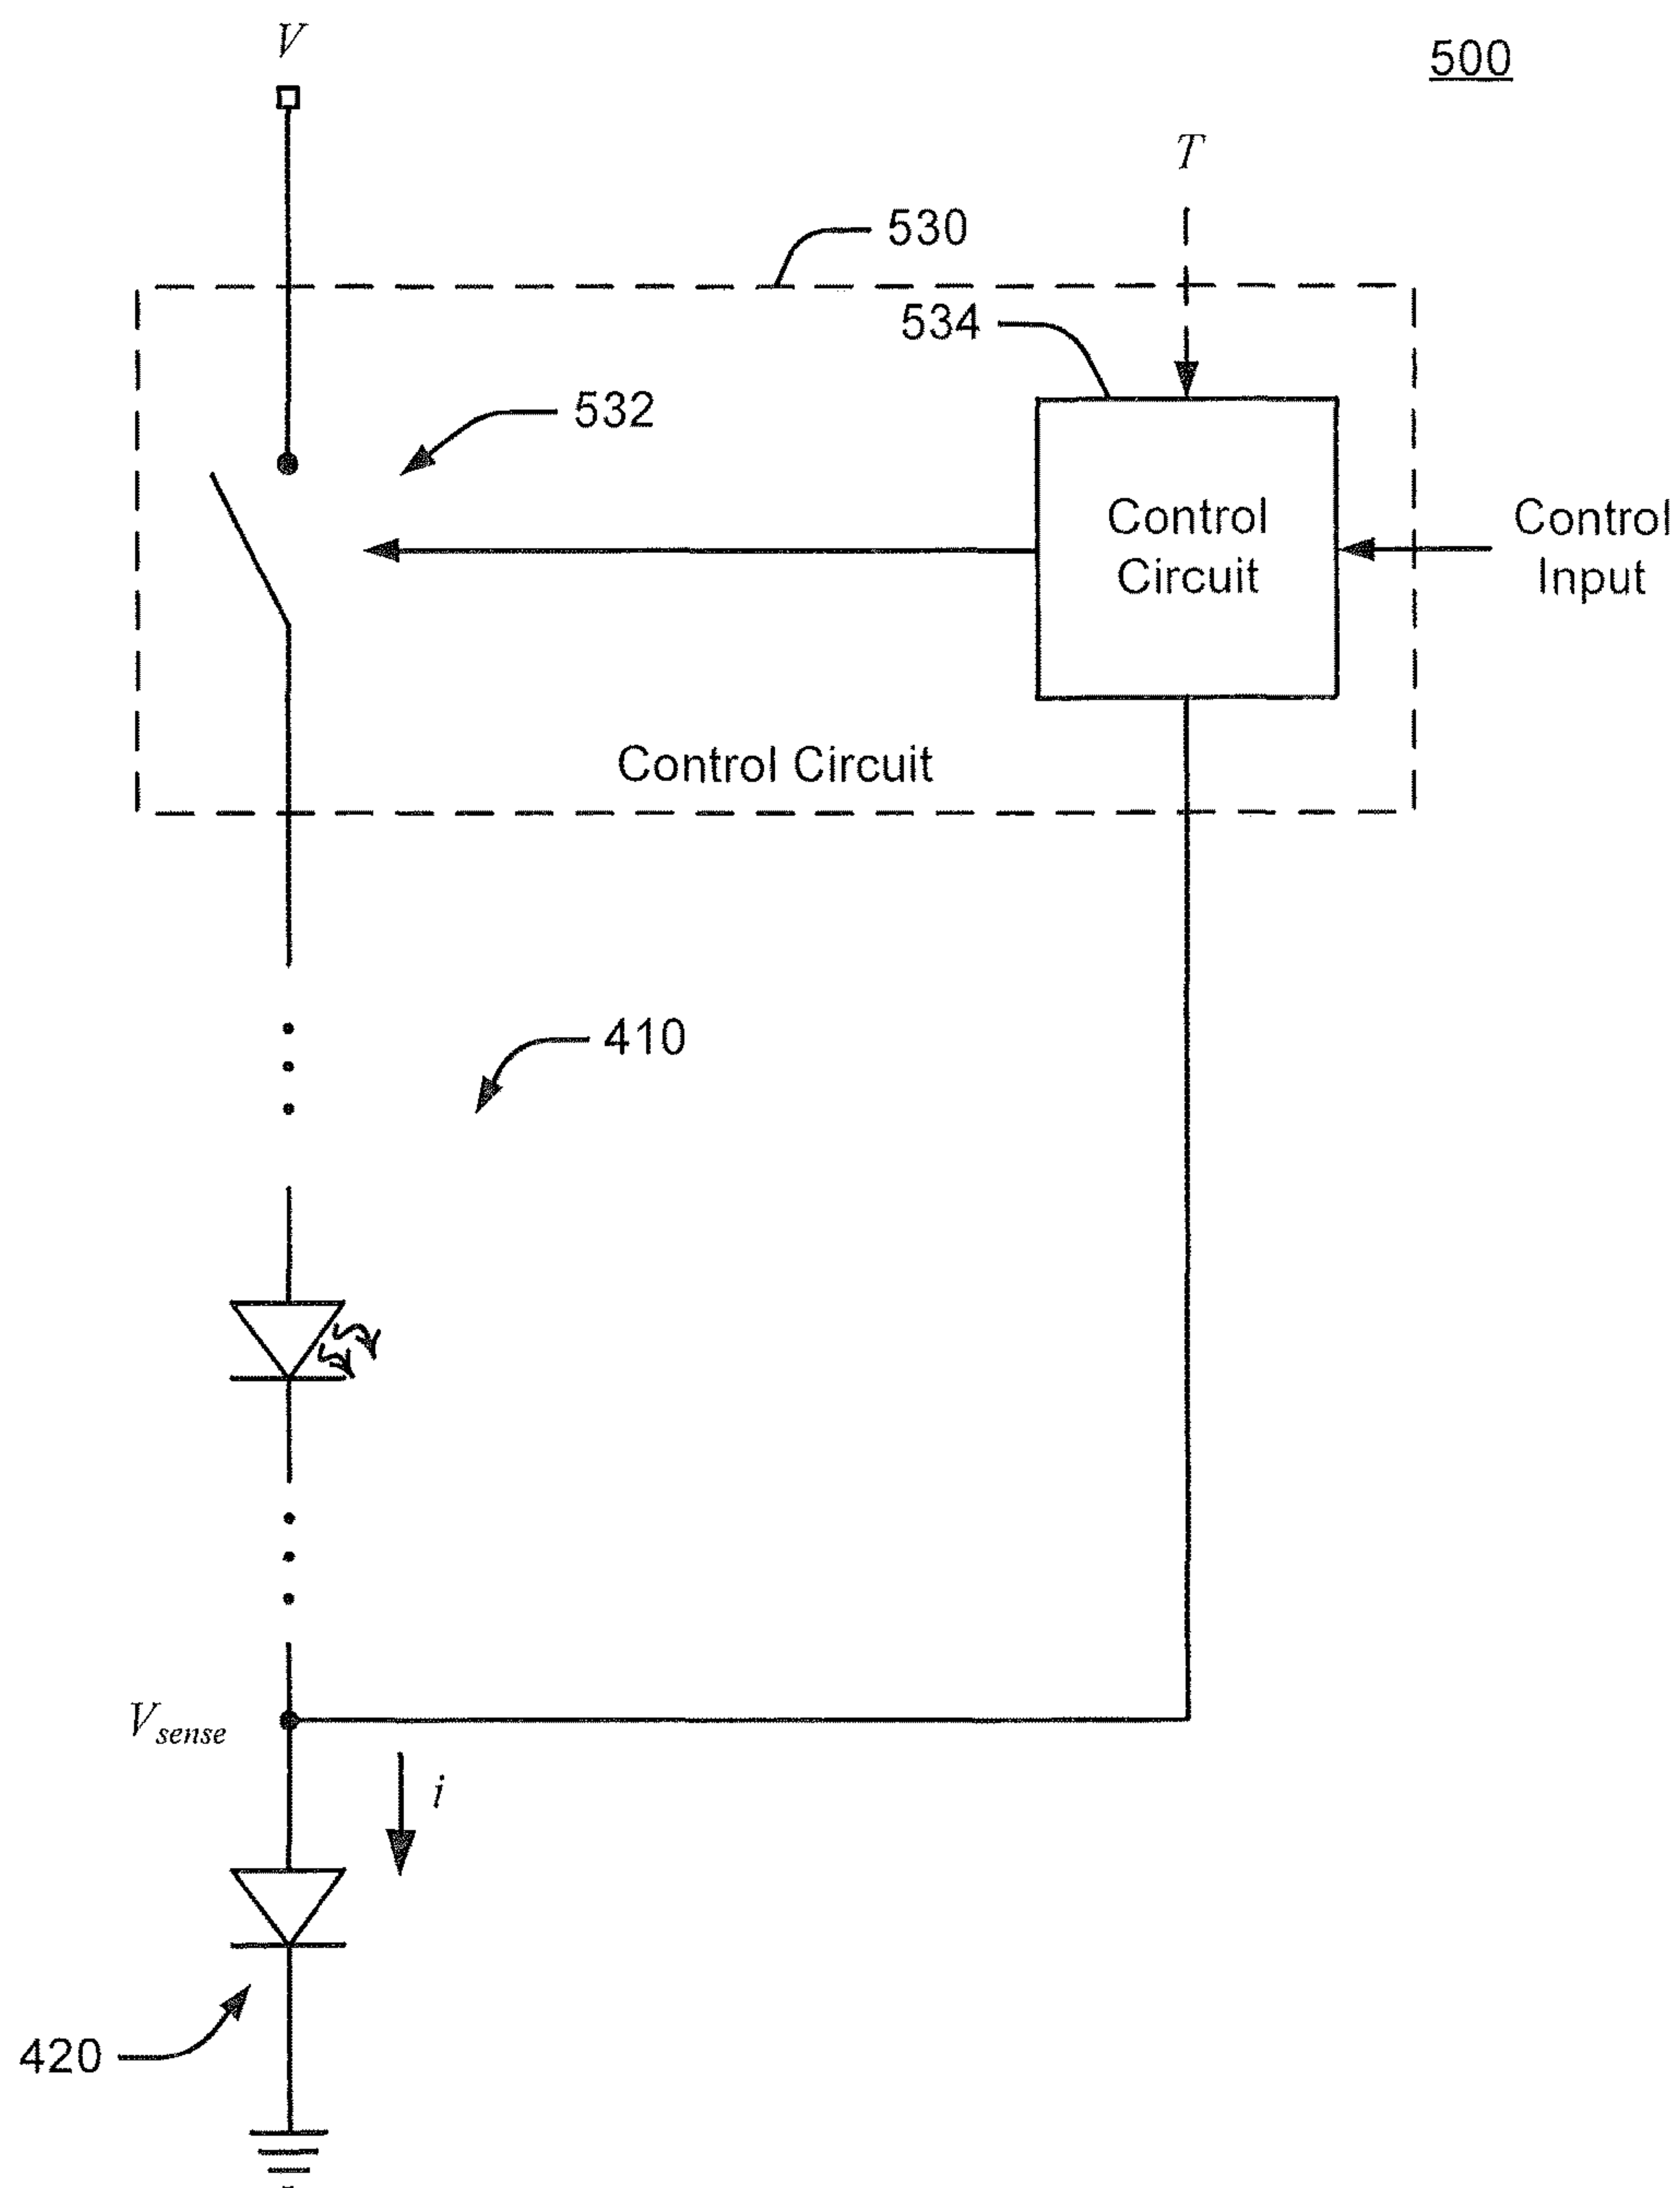 V
500
T
530
534
532
Control
Circuit
Control
Input
Control Circuit
410
Vsense
i
420